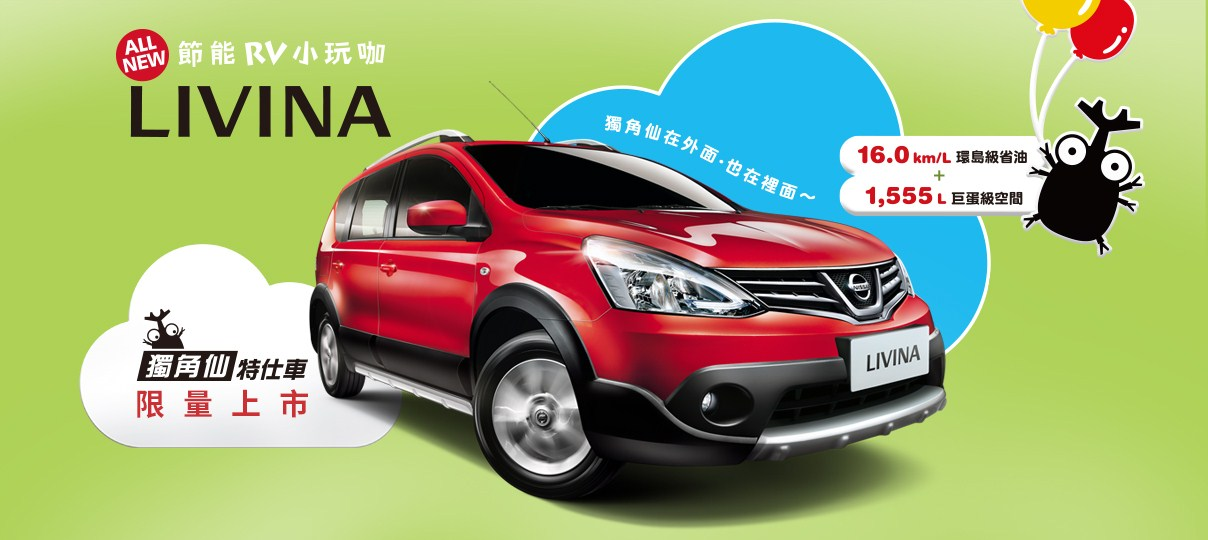 ALL
NEW
節能RV小玩咖
LIVINA
獨角仙在外面·也在裡面～
16.0 km/L 環島級省油
+
1,555 L 巨蛋級空間
NISSAN
LIVINA
獨角仙 特仕車
限量上市